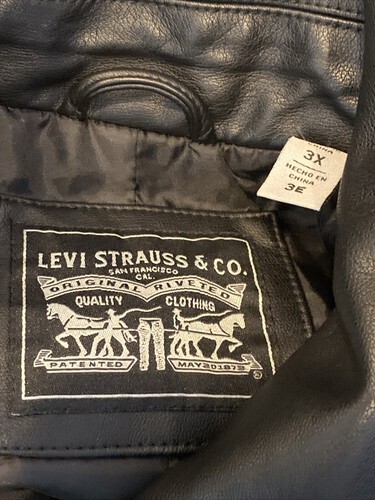 CHINA
3X
HECHO EN
CHINA
3E
LEVI STRAUSS & CO.
SAN FRANCISCO
CAL.
ORIGINAL RIVETED
QUALITY CLOTHING
PATENTED MAY 20 1873